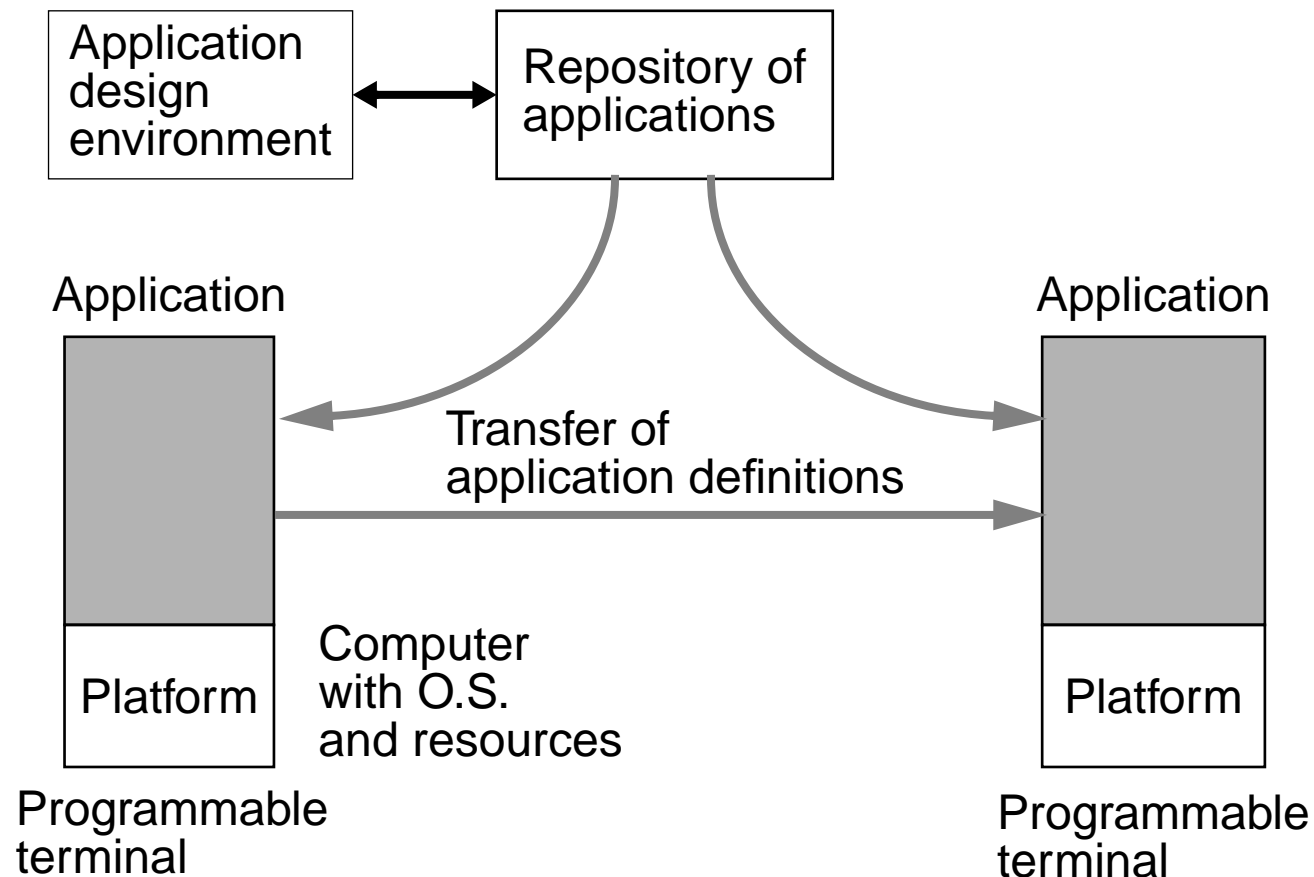 Application
design
environment
Repository of
applications
Application
Application
Transfer of
application definitions
Platform
Computer
with O.S.
and resources
Platform
Programmable
terminal
Programmable
terminal